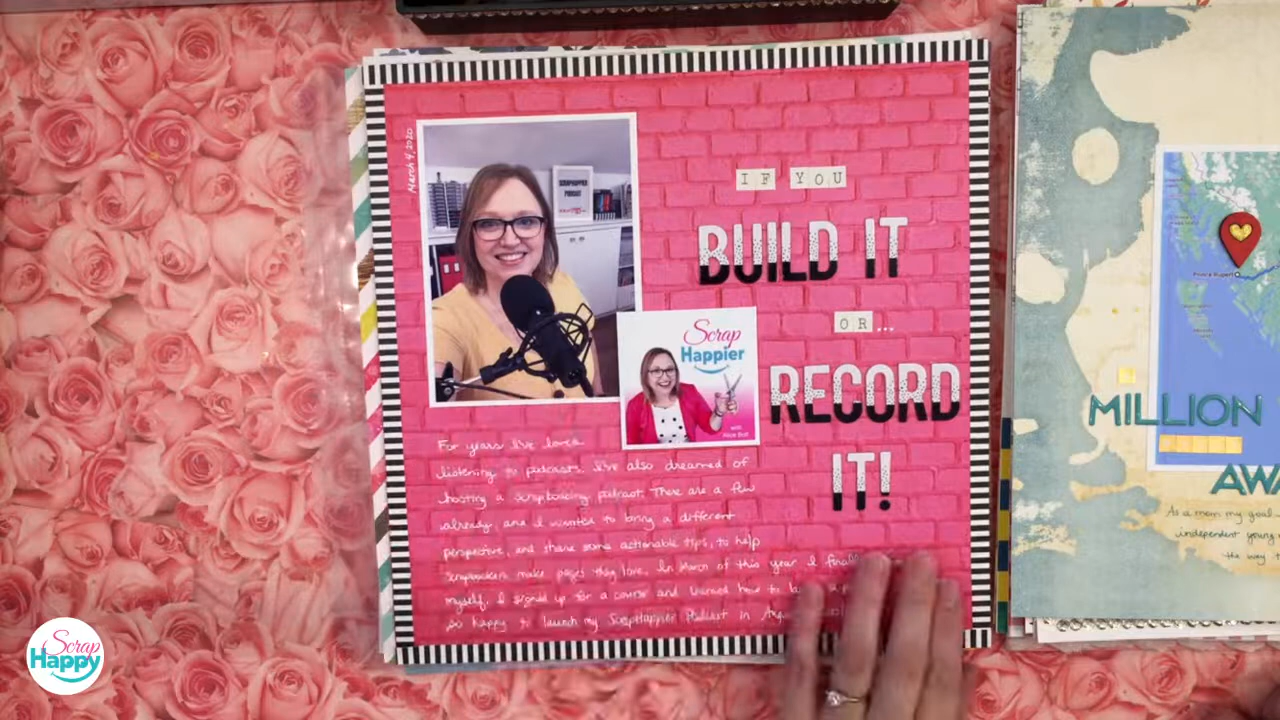 March 4, 2020
SCRAPHAPPIER
PODCAST
IF YOU
BUILD IT
OR...
RECORD
IT!
Scrap
Happier
with
Alice Boll
For years I've loved
listening to podcasts. I've also dreamed of
hosting a scrapbooking podcast. There are a few
already, and I wanted to bring a different
perspective, and share some actionable tips, to help
scrapbookers make pages they love. In March of this year I
myself, I signed up for a course and learned how to
so happy to launch my ScrapHappier Podcast in
Prince Rupert
MILLION
AWA
As a mom my goal
independent young
the way
Scrap
Happy